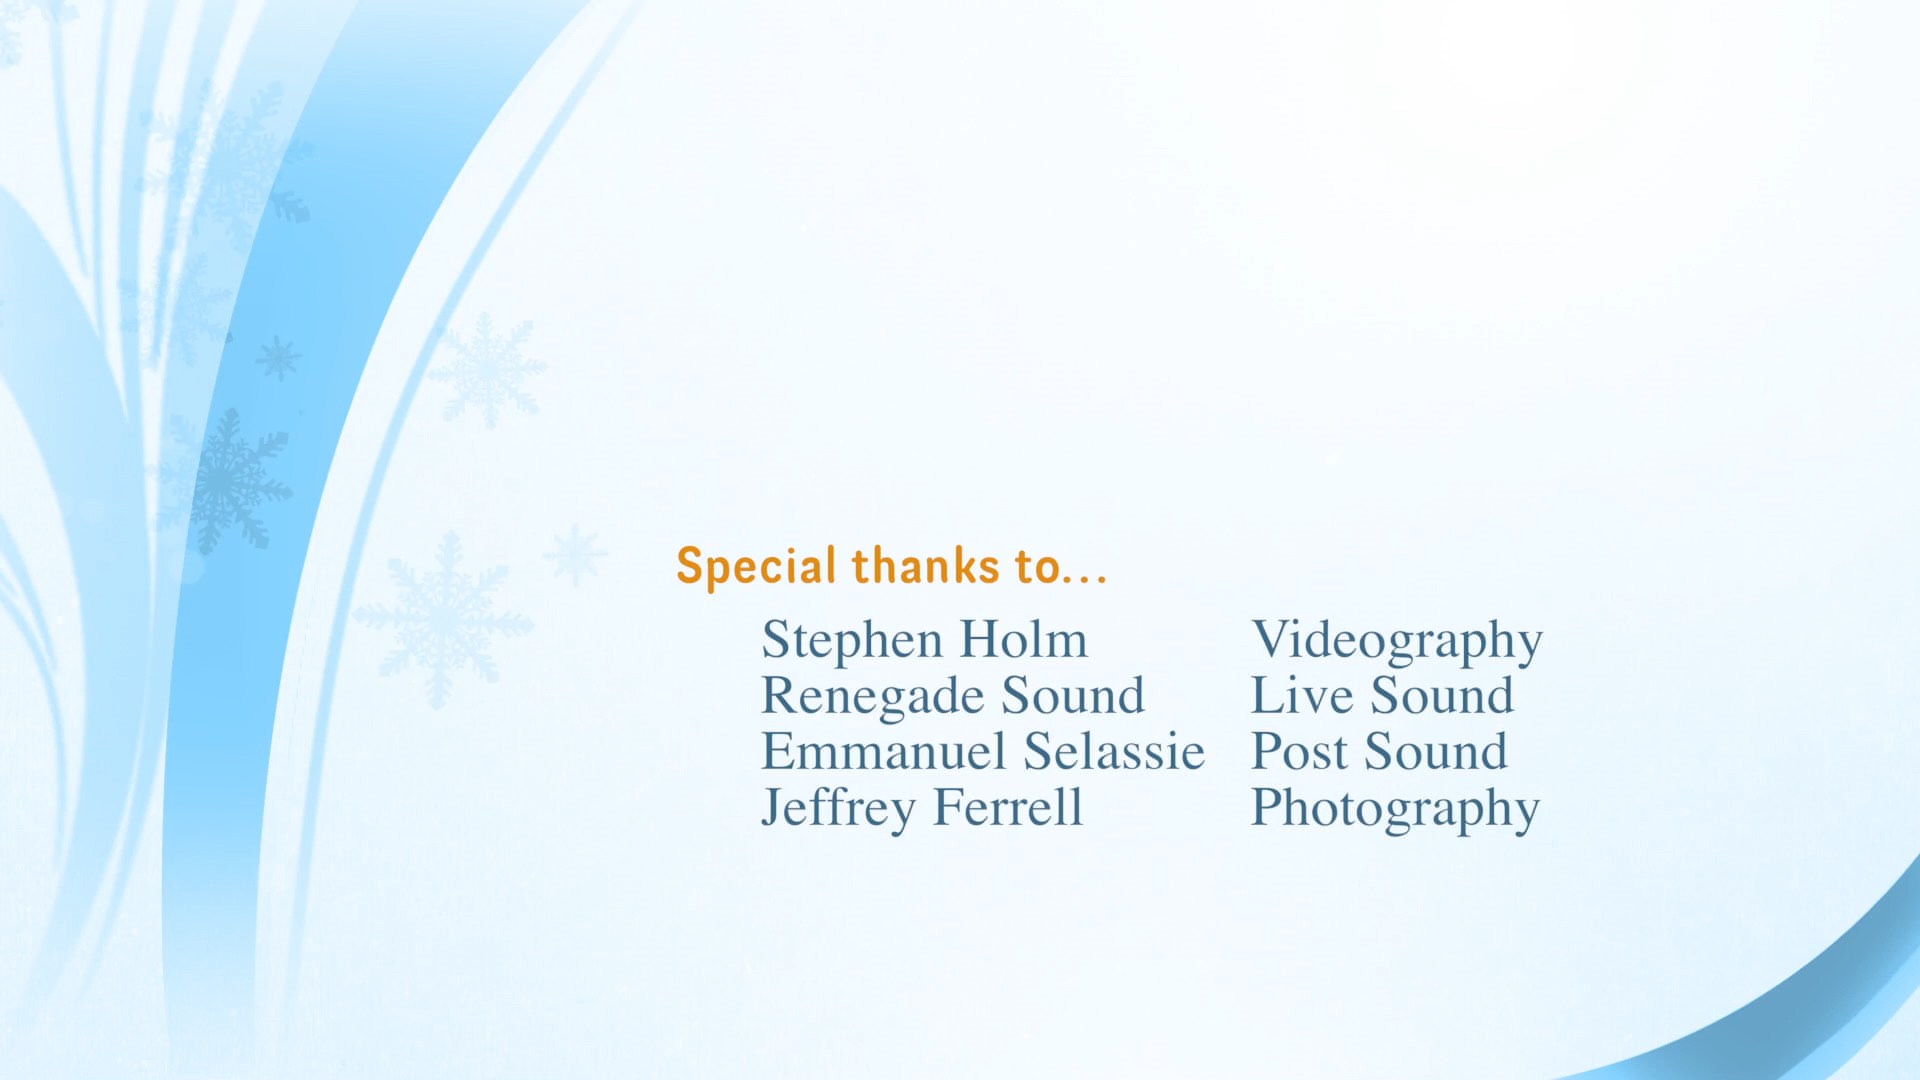 Special thanks to...
Stephen Holm Videography
Renegade Sound Live Sound
Emmanuel Selassie Post Sound
Jeffrey Ferrell Photography